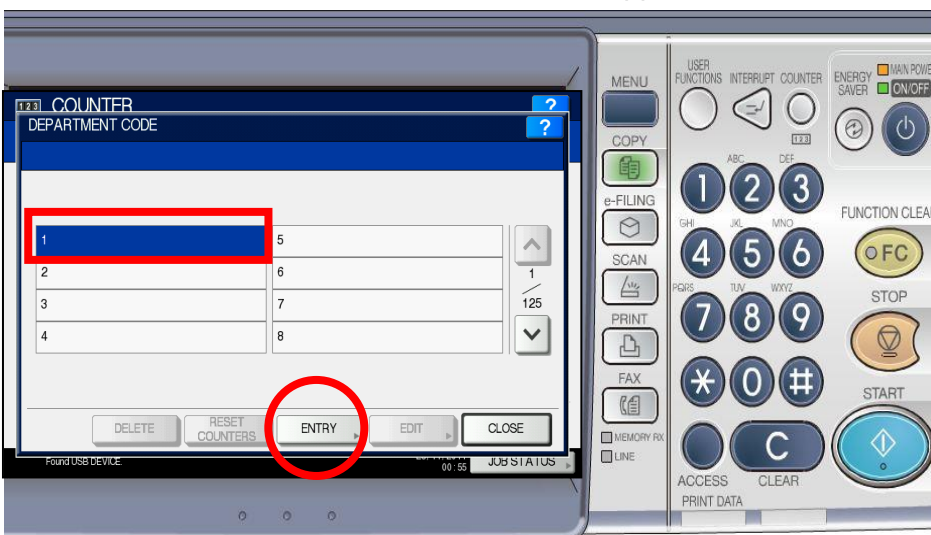 123 COUNTER
?
DEPARTMENT CODE
?
1
2
3
4
5
6
7
8
1
125
DELETE
RESET
COUNTERS
ENTRY
EDIT
CLOSE
Found USB DEVICE.
00 : 55
JOB STATUS
MENU
COPY
e-FILING
SCAN
PRINT
FAX
MEMORY RX
LINE
USER
FUNCTIONS
INTERRUPT
COUNTER
123
ENERGY
SAVER
MAIN POWE
ON/OFF
1
ABC
2
DEF
3
GHI
4
JKL
5
MNO
6
PQRS
7
TUV
8
WXYZ
9
*
0
#
ACCESS
C
CLEAR
PRINT DATA
FUNCTION CLEA
FC
STOP
START